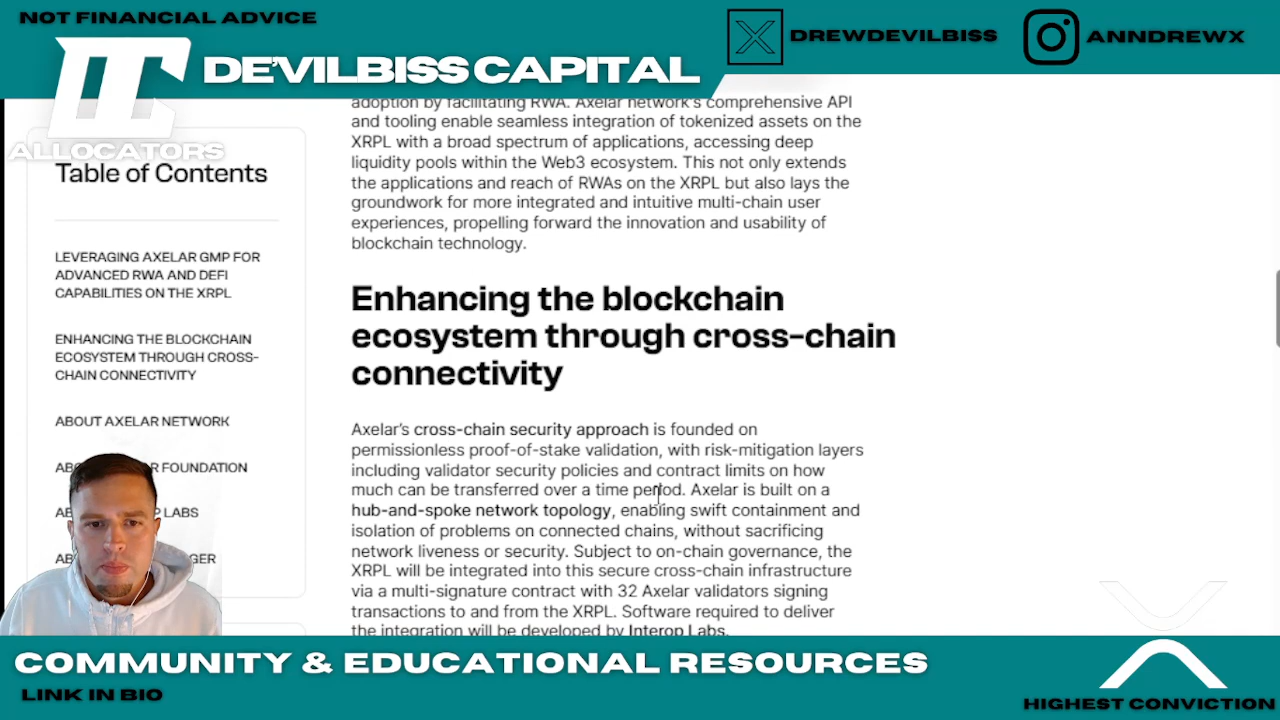 NOT FINANCIAL ADVICE
DE'VILBISS CAPITAL
ALLOCATORS
DREWDEVILBISS
ANNDREWX
Table of Contents
LEVERAGING AXELAR GMP FOR
ADVANCED RWA AND DEFI
CAPABILITIES ON THE XRPL
ENHANCING THE BLOCKCHAIN
ECOSYSTEM THROUGH CROSS-
CHAIN CONNECTIVITY
ABOUT AXELAR NETWORK
R FOUNDATION
P LABS
GER
adoption by facilitating RWA. Axelar network's comprehensive API
and tooling enable seamless integration of tokenized assets on the
XRPL with a broad spectrum of applications, accessing deep
liquidity pools within the Web3 ecosystem. This not only extends
the applications and reach of RWAs on the XRPL but also lays the
groundwork for more integrated and intuitive multi-chain user
experiences, propelling forward the innovation and usability of
blockchain technology.
Enhancing the blockchain
ecosystem through cross-chain
connectivity
Axelar's cross-chain security approach is founded on
permissionless proof-of-stake validation, with risk-mitigation layers
including validator security policies and contract limits on how
much can be transferred over a time period. Axelar is built on a
hub-and-spoke network topology, enabling swift containment and
isolation of problems on connected chains, without sacrificing
network liveness or security. Subject to on-chain governance, the
XRPL will be integrated into this secure cross-chain infrastructure
via a multi-signature contract with 32 Axelar validators signing
transactions to and from the XRPL. Software required to deliver
the integration will be developed by Interop Labs.
COMMUNITY & EDUCATIONAL RESOURCES
LINK IN BIO
HIGHEST CONVICTION